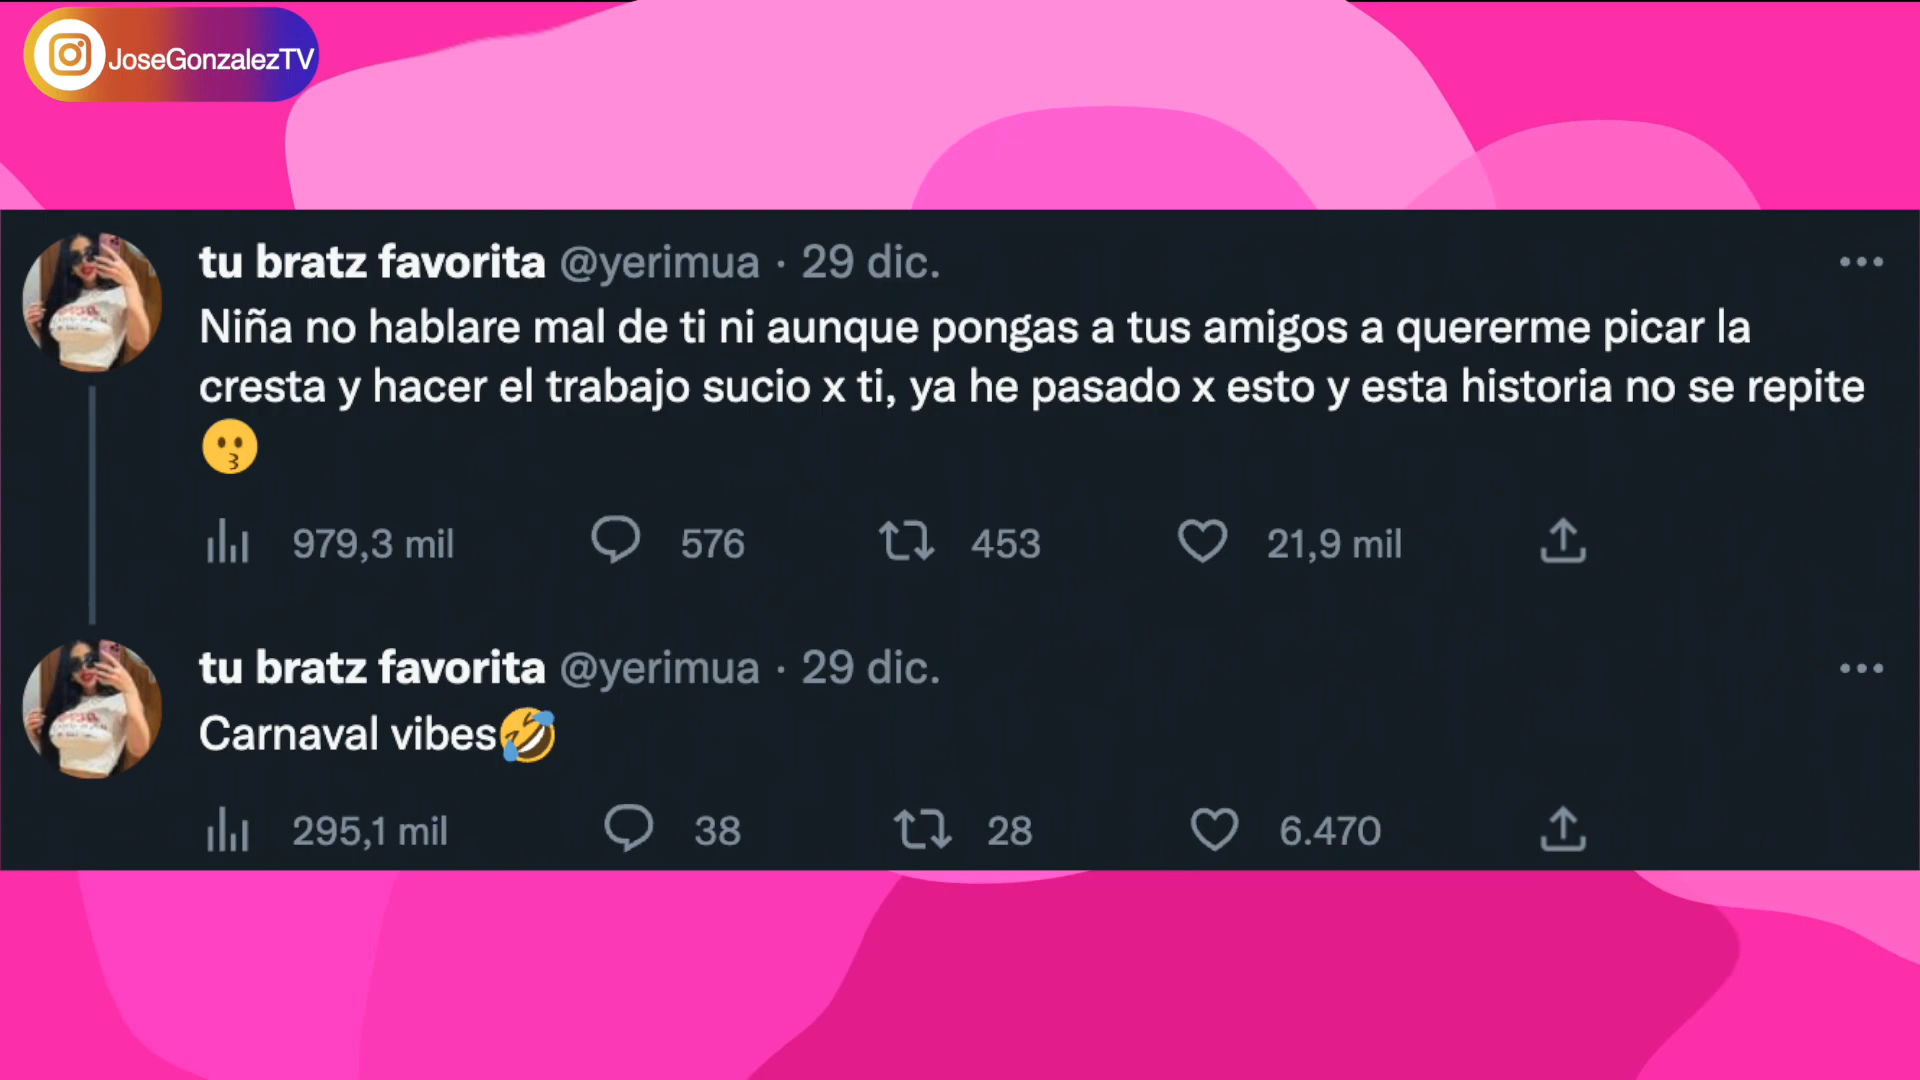 JoseGonzalezTV
tu bratz favorita @yerimua · 29 dic.
Niña no hablare mal de ti ni aunque pongas a tus amigos a quererme picar la
cresta y hacer el trabajo sucio x ti, ya he pasado x esto y esta historia no se repite
😗
979,3 mil 576 453 21,9 mil
tu bratz favorita @yerimua · 29 dic.
Carnaval vibes🤣
295,1 mil 38 28 6.470